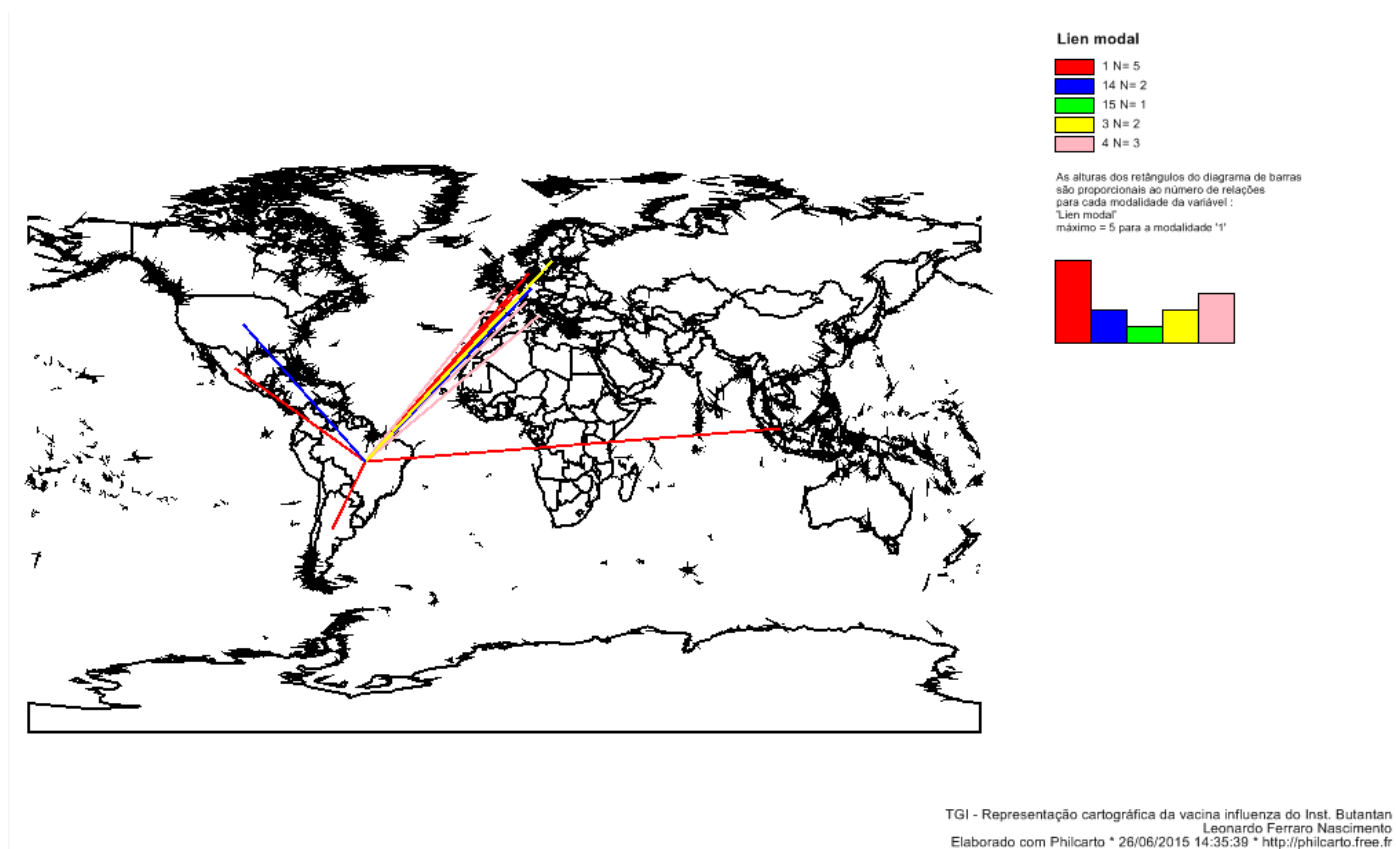 Lien modal
1 N= 5
14 N= 2
15 N= 1
3 N= 2
4 N= 3
As alturas dos retângulos do diagrama de barras
são proporcionais ao número de relações
para cada modalidade da variável :
'Lien modal'
máximo = 5 para a modalidade '1'
TGI - Representação cartográfica da vacina influenza do Inst. Butantan
Leonardo Ferraro Nascimento
Elaborado com Philcarto * 26/06/2015 14:35:39 * http://philcarto.free.fr